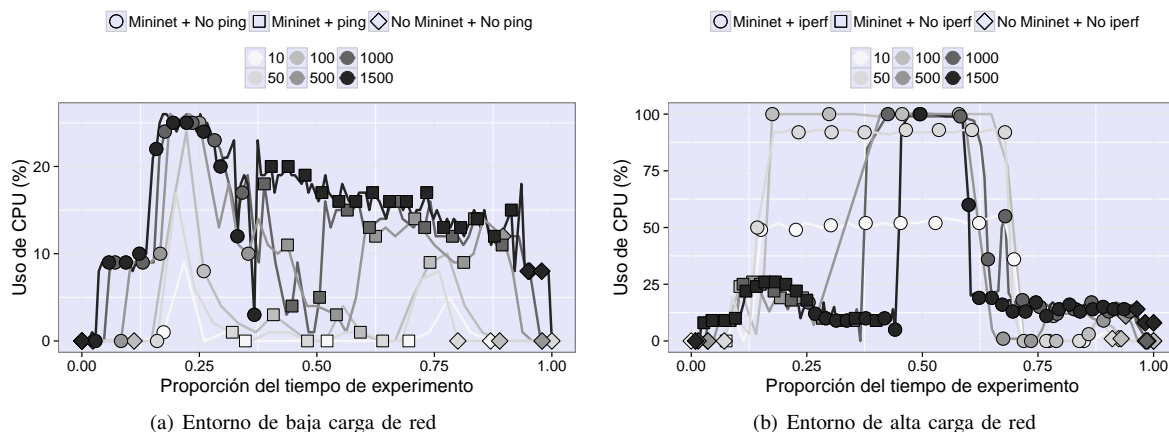 Mininet + No ping Mininet + ping No Mininet + No ping
10 100 1000
50 500 1500
Uso de CPU (%)
20
10
0
0.00 0.25 0.50 0.75 1.00
Proporción del tiempo de experimento
(a) Entorno de baja carga de red
Mininet + iperf Mininet + No iperf No Mininet + No iperf
10 100 1000
50 500 1500
Uso de CPU (%)
100
75
50
25
0
0.00 0.25 0.50 0.75 1.00
Proporción del tiempo de experimento
(b) Entorno de alta carga de red